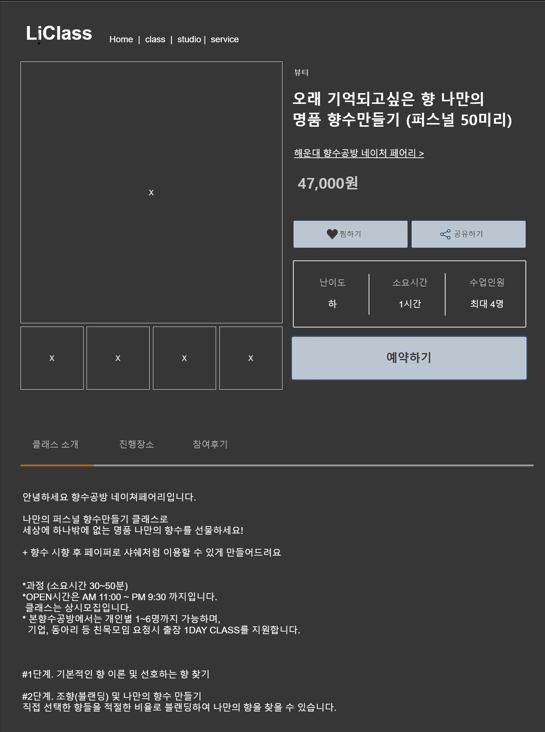 LiClass
Home | class | studio | service
뷰티
오래 기억되고싶은 향 나만의
명품 향수만들기 (퍼스널 50미리)
해운대 향수공방 네이처 페어리 >
47,000원
x
찜하기
공유하기
난이도
소요시간
수업인원
하
1시간
최대 4명
x
x
x
x
예약하기
클래스 소개
진행장소
참여후기
안녕하세요 향수공방 네이쳐페어리입니다.
나만의 퍼스널 향수만들기 클래스로
세상에 하나밖에 없는 명품 나만의 향수를 선물하세요!
+ 향수 시향 후 페이퍼로 샤쉐처럼 이용할 수 있게 만들어드려요
*과정 (소요시간 30~50분)
*OPEN시간은 AM 11:00 ~ PM 9:30 까지입니다.
클래스는 상시모집입니다.
* 본향수공방에서는 개인별 1~6명까지 가능하며,
기업, 동아리 등 친목모임 요청시 출장 1DAY CLASS를 지원합니다.
#1단계. 기본적인 향 이론 및 선호하는 향 찾기
#2단계. 조향(블랜딩) 및 나만의 향수 만들기
직접 선택한 향들을 적절한 비율로 블랜딩하여 나만의 향을 찾을 수 있습니다.